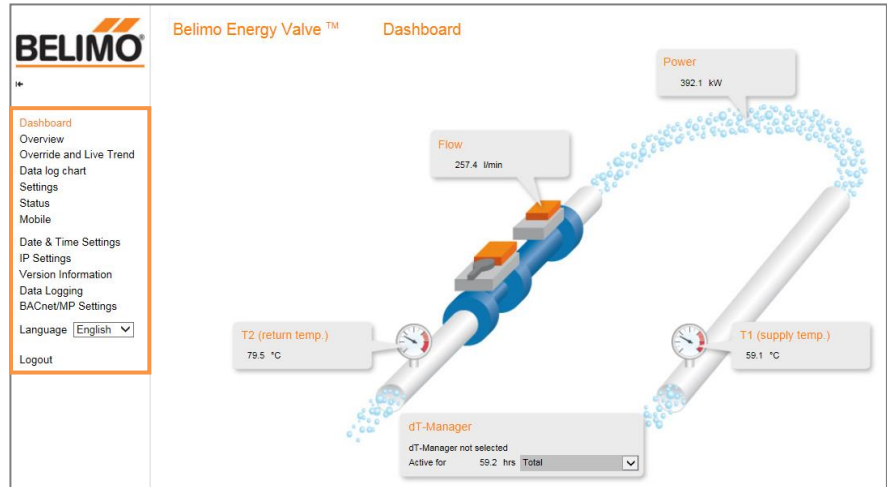 BELIMO
Belimo Energy Valve ™ Dashboard
Dashboard
Overview
Override and Live Trend
Data log chart
Settings
Status
Mobile
Date & Time Settings
IP Settings
Version Information
Data Logging
BACnet/MP Settings
Language English
Logout
Power
392.1 kW
Flow
257.4 l/min
T2 (return temp.)
79.5 °C
T1 (supply temp.)
59.1 °C
dT-Manager
dT-Manager not selected
Active for 59.2 hrs Total